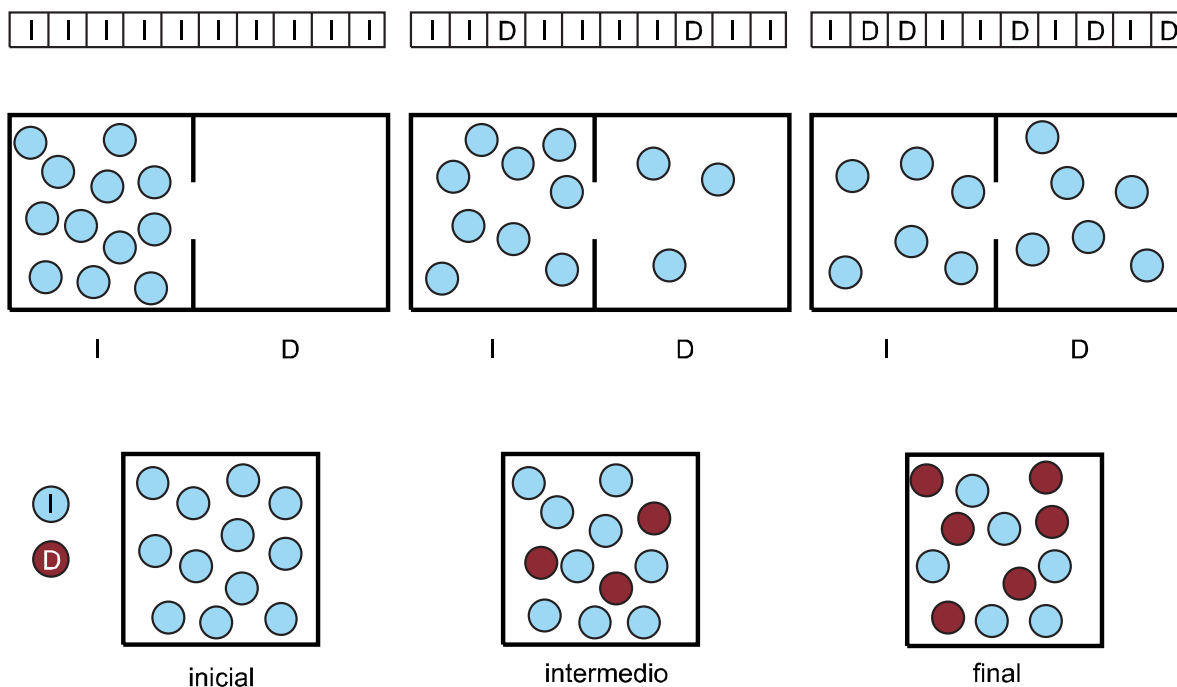 I I I I I I I I I I
I I D I I I I D I I
I D D I I D I D I D
I D
I D
I D
I
D
inicial
intermedio
final